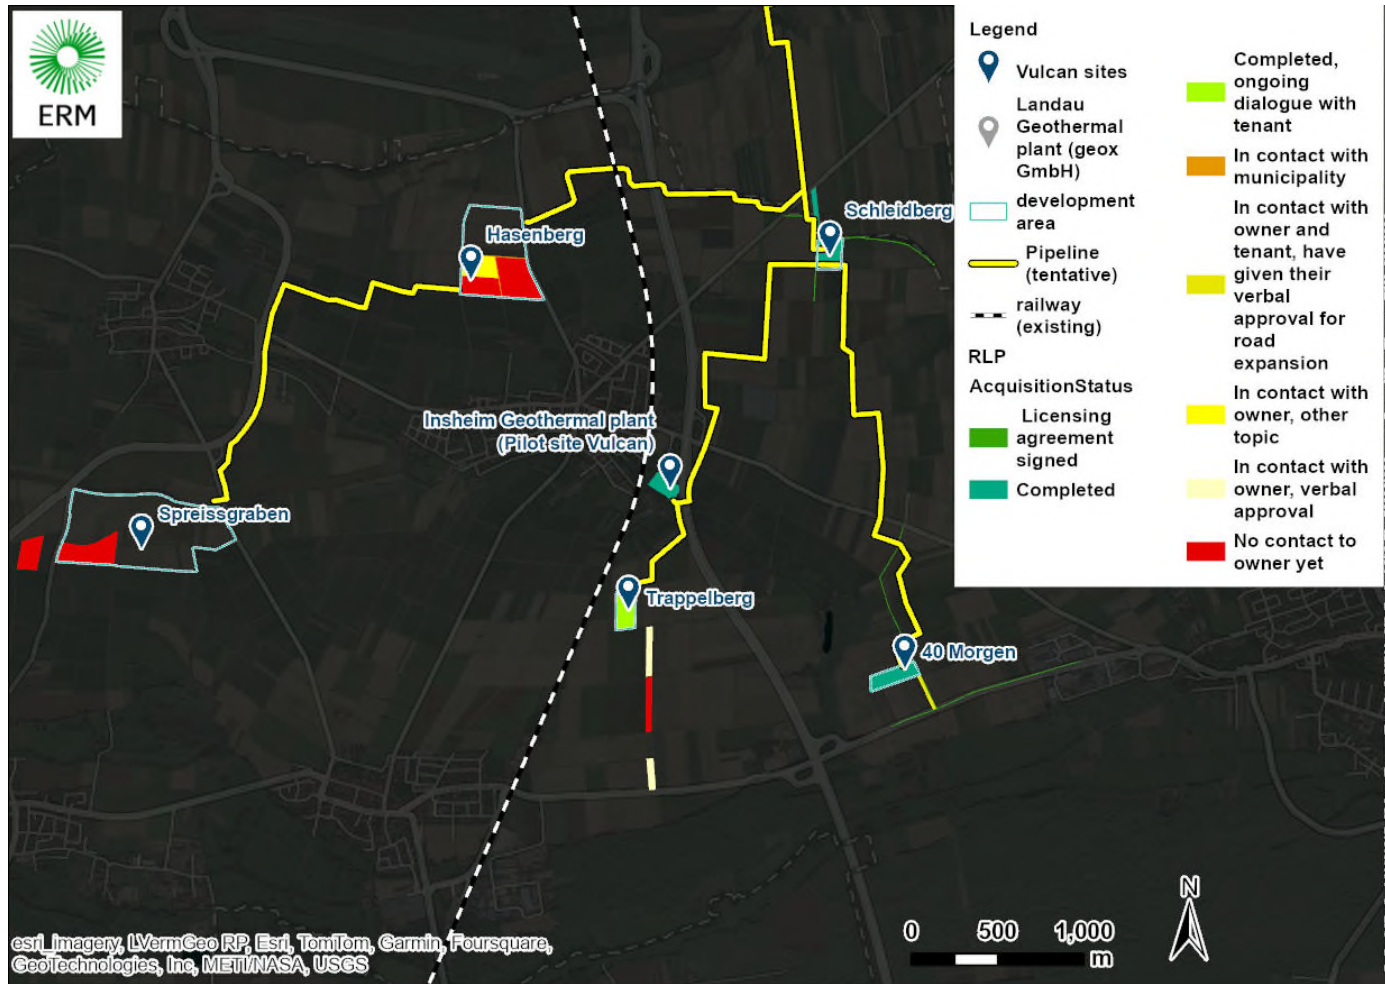 ERM
Hasenberg
Schleidberg
Insheim Geothermal plant
(Pilot site Vulcan)
Spreissgraben
Trappelberg
40 Morgen
Legend
Vulcan sites
Landau
Geothermal
plant (geox
GmbH)
development
area
Pipeline
(tentative)
railway
(existing)
RLP
AcquisitionStatus
Licensing
agreement
signed
Completed
Completed,
ongoing
dialogue with
tenant
In contact with
municipality
In contact with
owner and
tenant, have
given their
verbal
approval for
road
expansion
In contact with
owner, other
topic
In contact with
owner, verbal
approval
No contact to
owner yet
N
0 500 1,000
m
esri_imagery, LVermGeo RP, Esri, TomTom, Garmin, Foursquare,
GeoTechnologies, Inc, METI/NASA, USGS